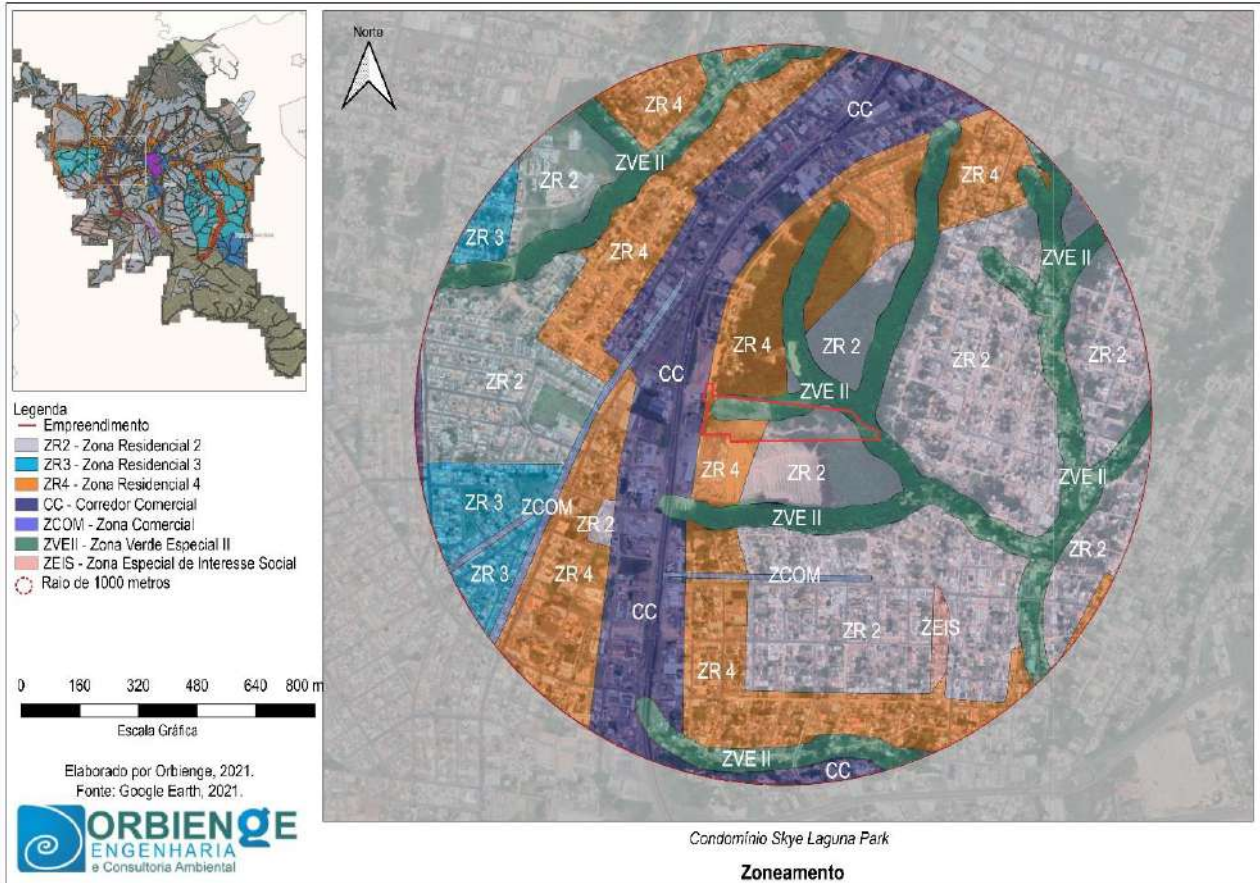 Norte
Legenda
Empreendimento
ZR2 - Zona Residencial 2
ZR3 - Zona Residencial 3
ZR4 - Zona Residencial 4
CC - Corredor Comercial
ZCOM - Zona Comercial
ZVEII - Zona Verde Especial II
ZEIS - Zona Especial de Interesse Social
Raio de 1000 metros
0 160 320 480 640 800 m
Escala Gráfica
Elaborado por Orbienge, 2021.
Fonte: Google Earth, 2021.
ORBIENGE
ENGENHARIA
e Consultoria Ambiental
ZR 4
CC
ZVE II
ZR 2
ZR 4
ZR 3
ZR 4
ZVE II
ZR 4
ZR 2
ZR 2
ZR 2
ZR 2
CC
ZVE II
ZR 4
ZR 2
ZVE II
ZR 3
ZCOM
ZR 2
ZVE II
ZR 2
ZR 3
ZR 4
ZCOM
CC
ZR 2
ZEIS
ZR 4
ZVE II
CC
Condomínio Skye Laguna Park
Zoneamento